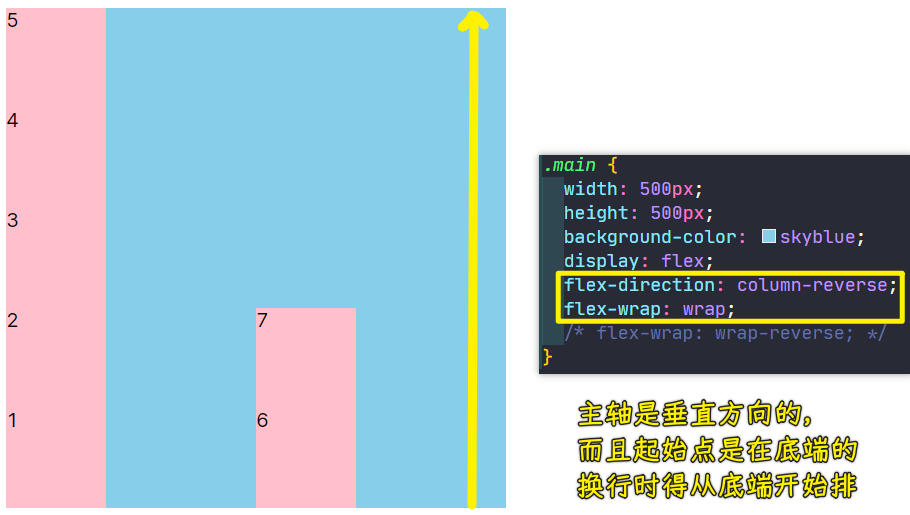 5
4
3
2
7
1
6
.main {
width: 500px;
height: 500px;
background-color: skyblue;
display: flex;
flex-direction: column-reverse;
flex-wrap: wrap;
/* flex-wrap: wrap-reverse; */
}
主轴是垂直方向的，
而且起始点是在底端的
换行时得从底端开始排